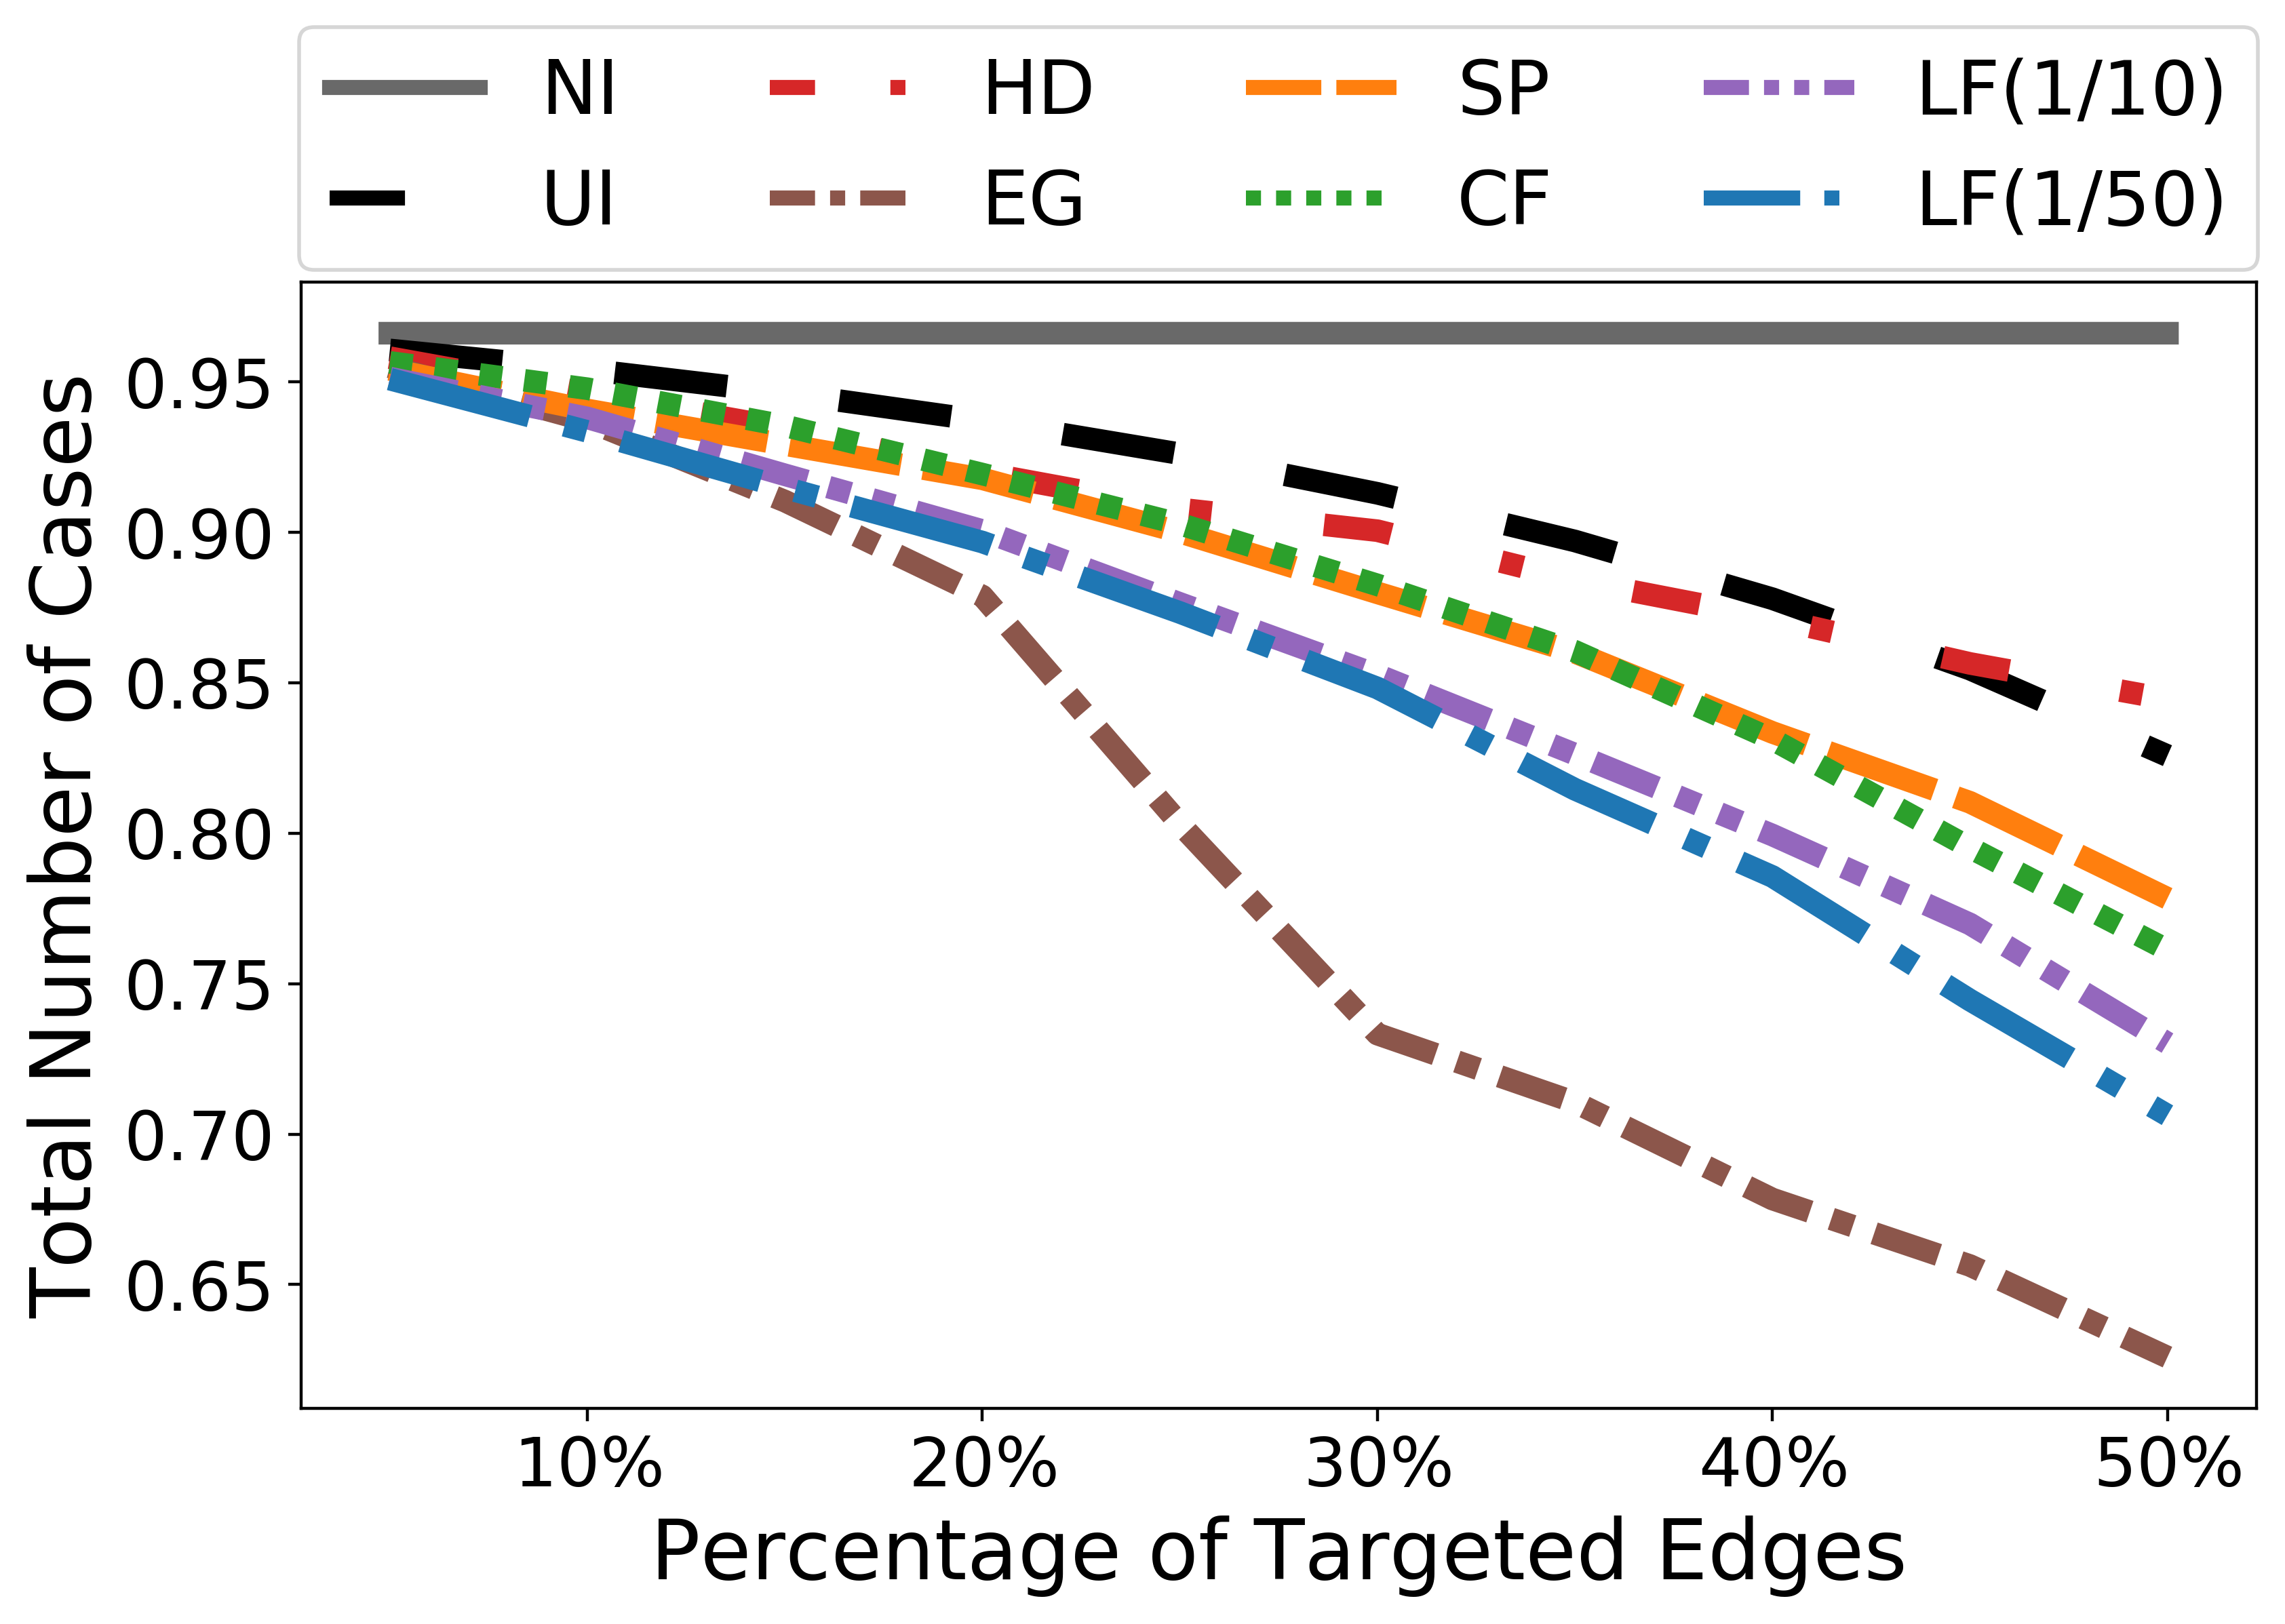 NI HD SP LF(1/10)
UI EG CF LF(1/50)
Total Number of Cases
0.95
0.90
0.85
0.80
0.75
0.70
0.65
10% 20% 30% 40% 50%
Percentage of Targeted Edges